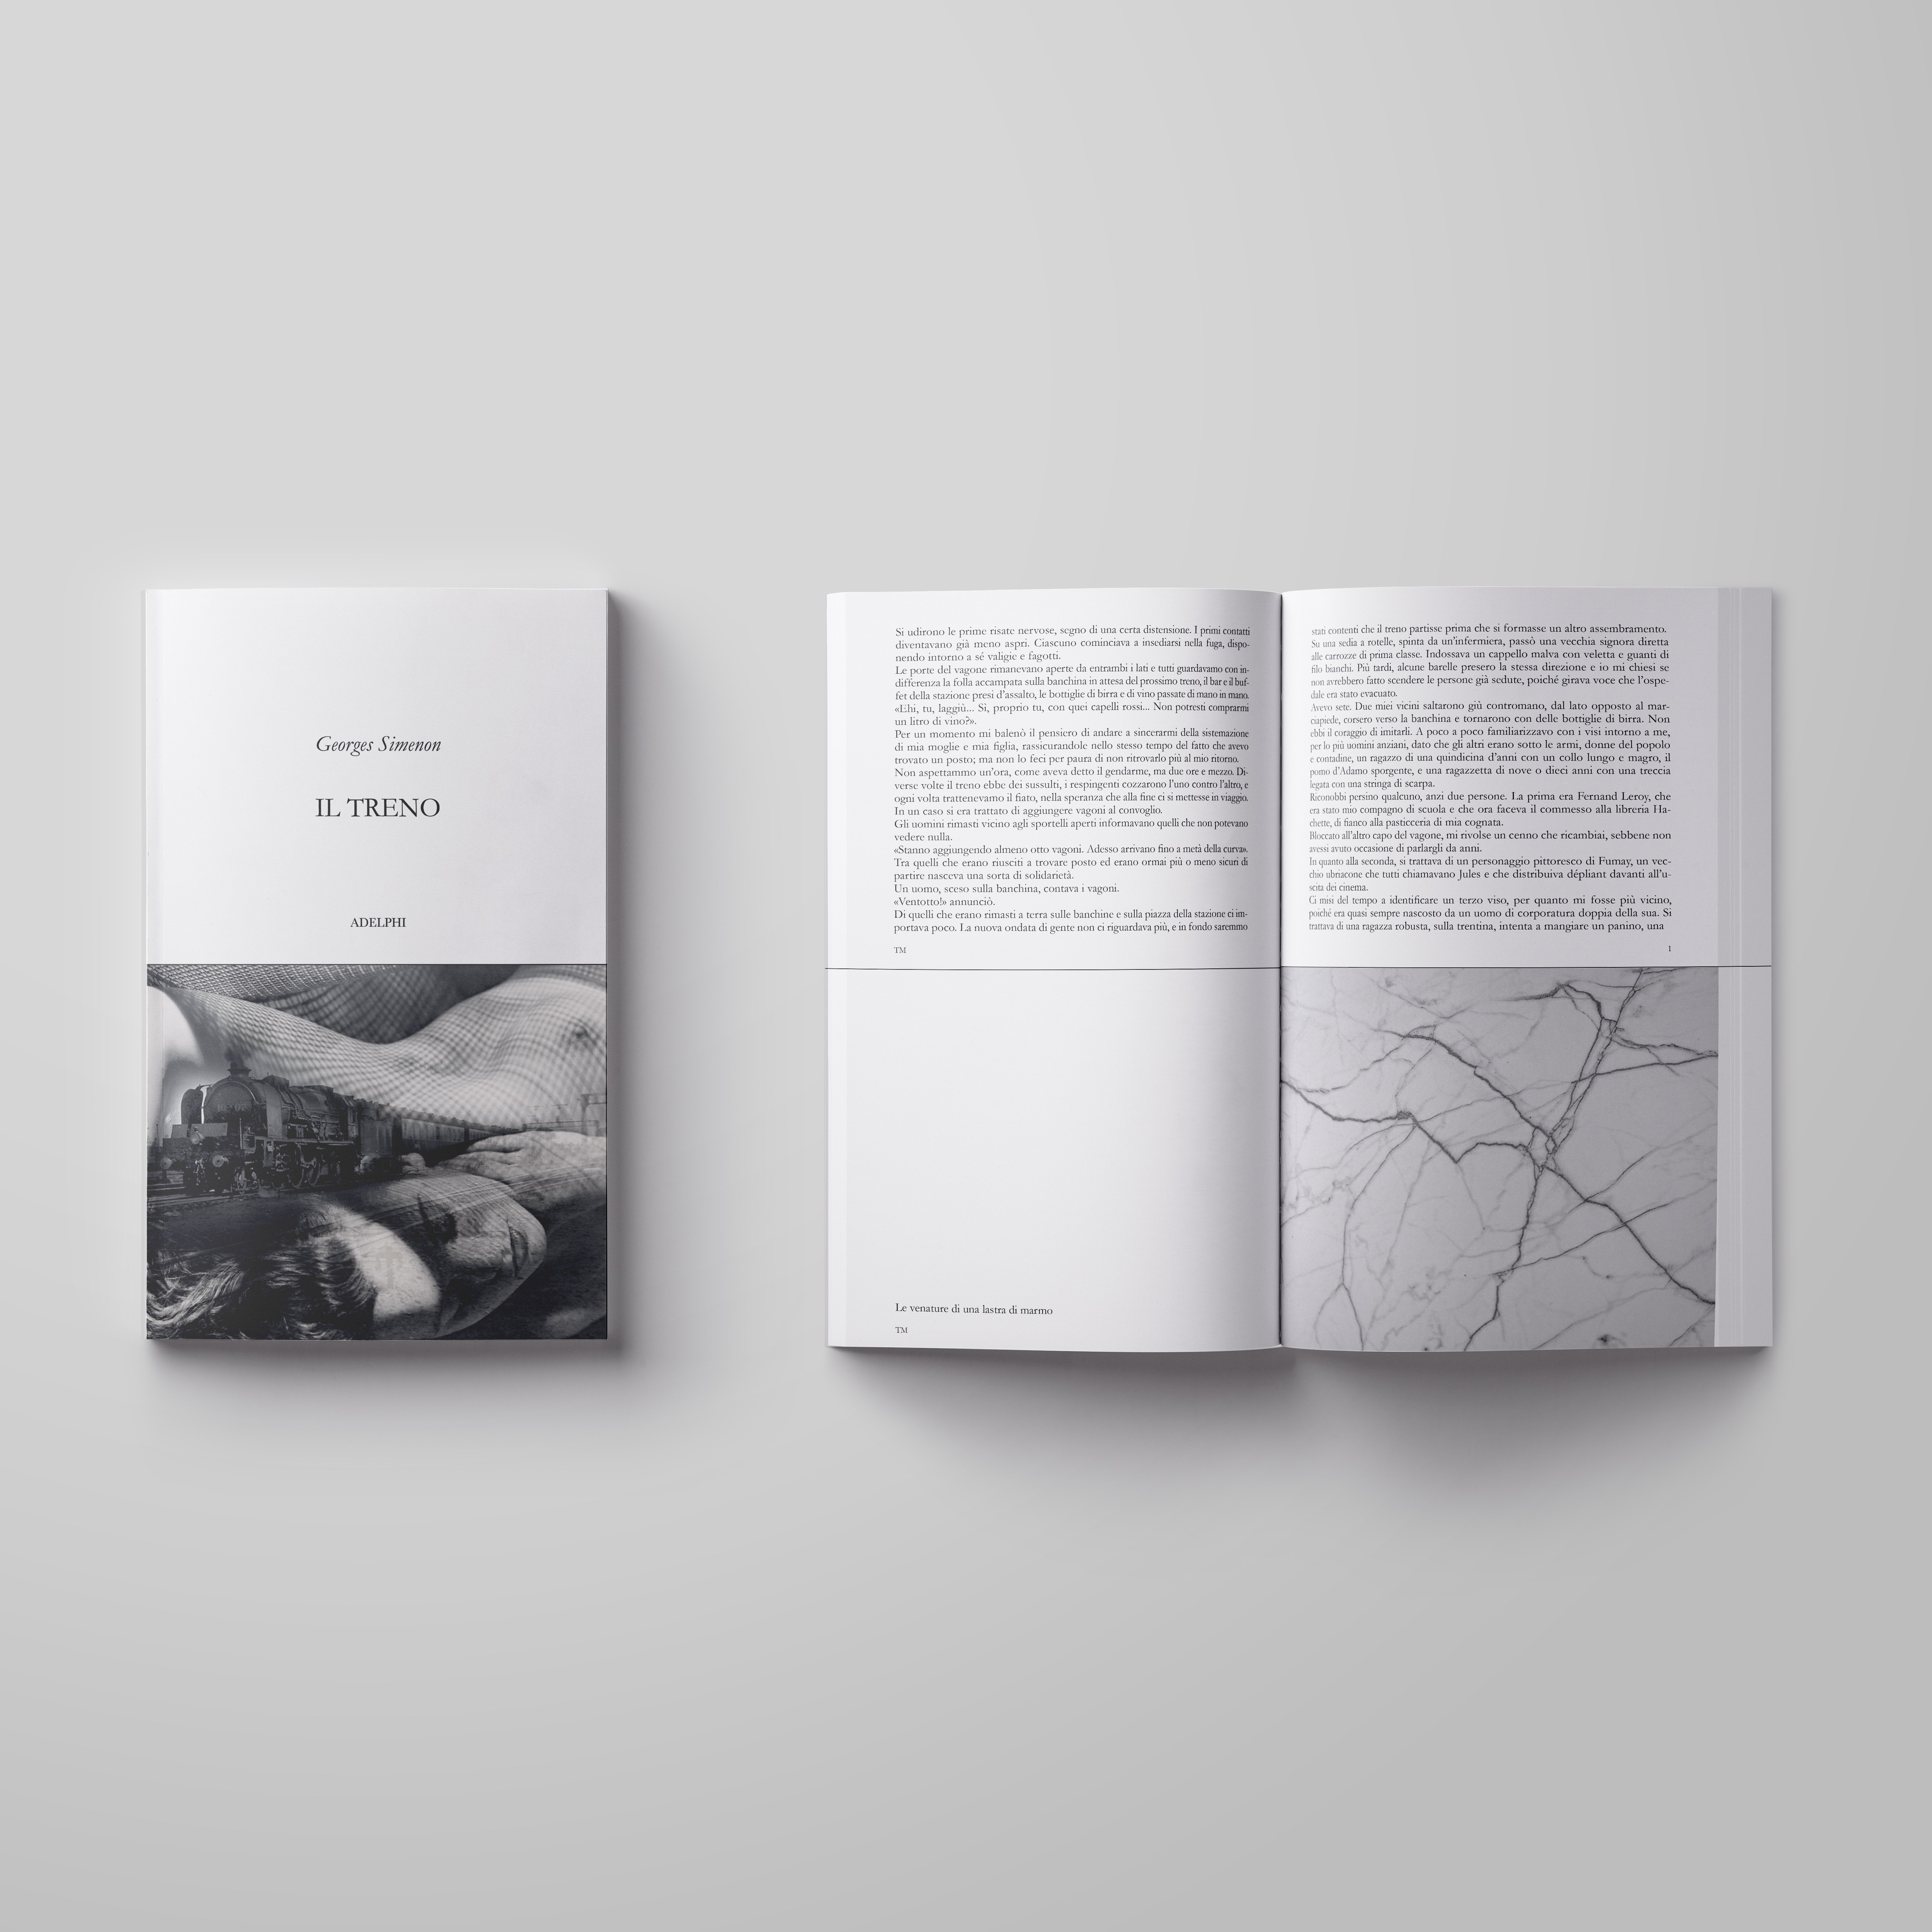 Georges Simenon
IL TRENO
ADELPHI
Si udirono le prime risate nervose, segno di una certa distensione. I primi contatti
diventavano già meno aspri. Ciascuno cominciava a insediarsi nella fuga, dispo-
nendo intorno a sé valigie e fagotti.
Le porte del vagone rimanevano aperte da entrambi i lati e tutti guardavamo con in-
differenza la folla accampata sulla banchina in attesa del prossimo treno, il bar e il buf-
fet della stazione presi d'assalto, le bottiglie di birra e di vino passate di mano in mano.
«Ehi, tu, laggiù... Sì, proprio tu, con quei capelli rossi... Non potresti comprarmi
un litro di vino?».
Per un momento mi balenò il pensiero di andare a sincerarmi della sistemazione
di mia moglie e mia figlia, rassicurandole nello stesso tempo del fatto che avevo
trovato un posto; ma non lo feci per paura di non ritrovarlo più al mio ritorno.
Non aspettammo un'ora, come aveva detto il gendarme, ma due ore e mezzo. Di-
verse volte il treno ebbe dei sussulti, i respingenti cozzarono l'uno contro l'altro, e
ogni volta trattenevamo il fiato, nella speranza che alla fine ci si mettesse in viaggio.
In un caso si era trattato di aggiungere vagoni al convoglio.
Gli uomini rimasti vicino agli sportelli aperti informavano quelli che non potevano
vedere nulla.
«Stanno aggiungendo almeno otto vagoni. Adesso arrivano fino a metà della curva».
Tra quelli che erano riusciti a trovare posto ed erano ormai più o meno sicuri di
partire nasceva una sorta di solidarietà.
Un uomo, sceso sulla banchina, contava i vagoni.
«Ventotto!» annunciò.
Di quelli che erano rimasti a terra sulle banchine e sulla piazza della stazione ci im-
portava poco. La nuova ondata di gente non ci riguardava più, e in fondo saremmo
TM
Le venature di una lastra di marmo
TM
stati contenti che il treno partisse prima che si formasse un altro assembramento.
Su una sedia a rotelle, spinta da un'infermiera, passò una vecchia signora diretta
alle carrozze di prima classe. Indossava un cappello malva con veletta e guanti di
filo bianchi. Più tardi, alcune barelle presero la stessa direzione e io mi chiesi se
non avrebbero fatto scendere le persone già sedute, poiché girava voce che l'ospe-
dale era stato evacuato.
Avevo sete. Due miei vicini saltarono giù contromano, dal lato opposto al mar-
ciapiede, corsero verso la banchina e tornarono con delle bottiglie di birra. Non
ebbi il coraggio di imitarli. A poco a poco familiarizzavo con i visi intorno a me,
per lo più uomini anziani, dato che gli altri erano sotto le armi, donne del popolo
e contadine, un ragazzo di una quindicina d'anni con un collo lungo e magro, il
pomo d'Adamo sporgente, e una ragazzetta di nove o dieci anni con una treccia
legata con una stringa di scarpa.
Riconobbi persino qualcuno, anzi due persone. La prima era Fernand Leroy, che
era stato mio compagno di scuola e che ora faceva il commesso alla libreria Ha-
chette, di fianco alla pasticceria di mia cognata.
Bloccato all'altro capo del vagone, mi rivolse un cenno che ricambiai, sebbene non
avessi avuto occasione di parlargli da anni.
In quanto alla seconda, si trattava di un personaggio pittoresco di Fumay, un vec-
chio ubriacone che tutti chiamavano Jules e che distribuiva dépliant davanti all'u-
scita dei cinema.
Ci misi del tempo a identificare un terzo viso, per quanto mi fosse più vicino,
poiché era quasi sempre nascosto da un uomo di corporatura doppia della sua. Si
trattava di una ragazza robusta, sulla trentina, intenta a mangiare un panino, una
1